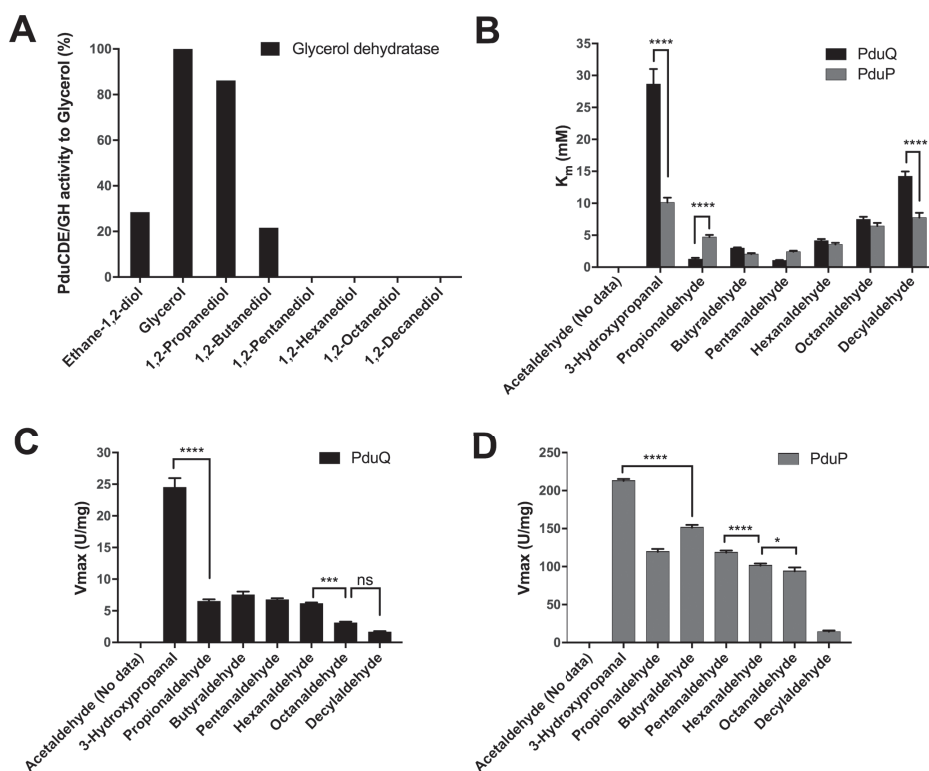 A
PduCDE/GH activity to Glycerol (%)
100
80
60
40
20
0
Glycerol dehydratase
Ethane-1,2-diol
Glycerol
1,2-Propanediol
1,2-Butanediol
1,2-Pentanediol
1,2-Hexanediol
1,2-Octanediol
1,2-Decanediol
B
Km (mM)
35
30
25
20
15
10
5
0
****
****
****
PduQ
PduP
Acetaldehyde (No data)
3-Hydroxypropanal
Propionaldehyde
Butyraldehyde
Pentanaldehyde
Hexanaldehyde
Octanaldehyde
Decylaldehyde
C
Vmax (U/mg)
30
25
20
15
10
5
0
****
***
ns
PduQ
Acetaldehyde (No data)
3-Hydroxypropanal
Propionaldehyde
Butyraldehyde
Pentanaldehyde
Hexanaldehyde
Octanaldehyde
Decylaldehyde
D
Vmax (U/mg)
250
200
150
100
50
0
****
****
*
PduP
Acetaldehyde (No data)
3-Hydroxypropanal
Propionaldehyde
Butyraldehyde
Pentanaldehyde
Hexanaldehyde
Octanaldehyde
Decylaldehyde